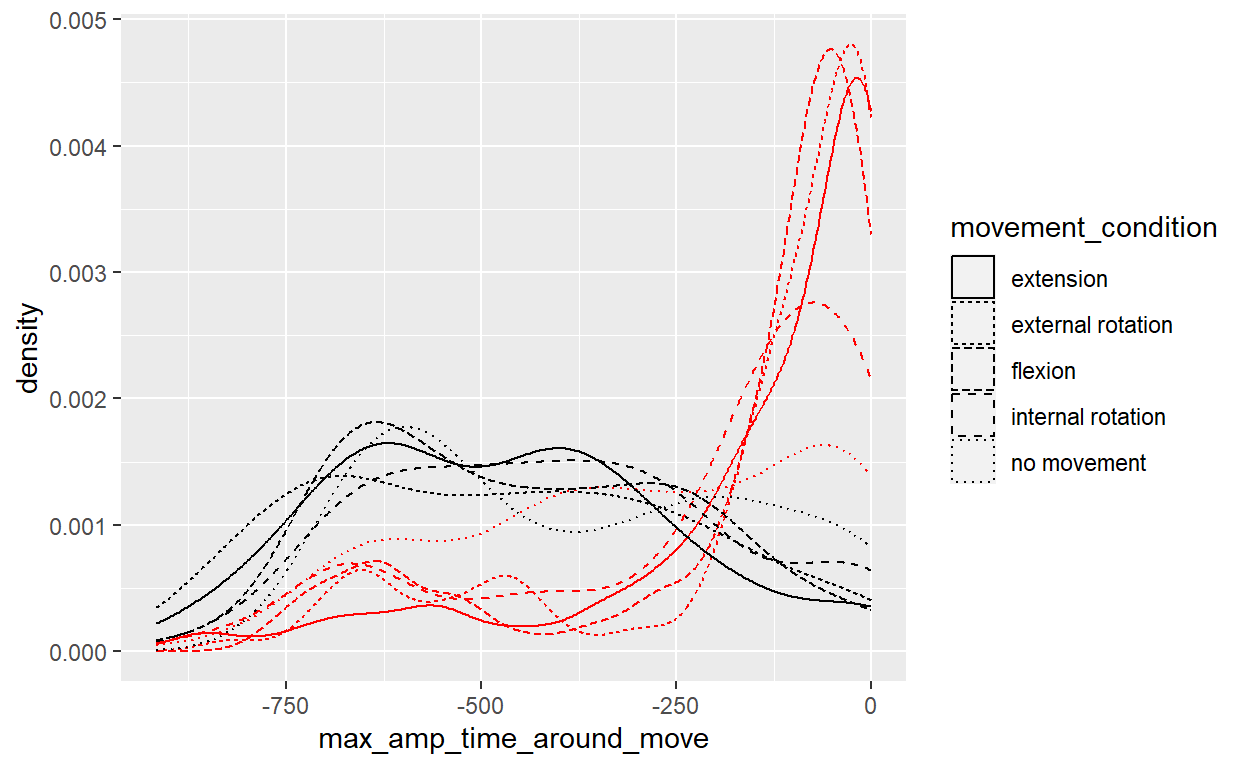 0.005
0.004
0.003
0.002
0.001
0.000
density
-750
-500
-250
0
max_amp_time_around_move
movement_condition
extension
external rotation
flexion
internal rotation
no movement